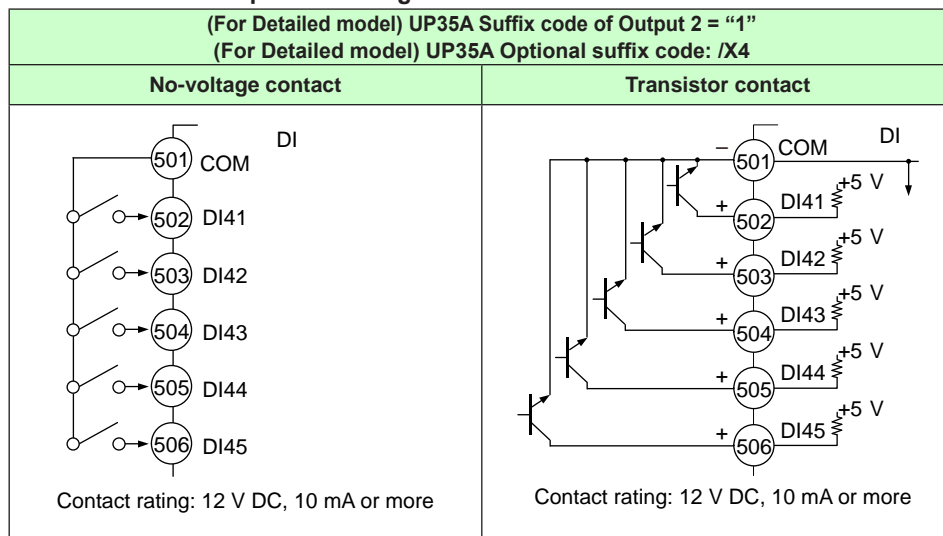 (For Detailed model) UP35A Suffix code of Output 2 = “1”
(For Detailed model) UP35A Optional suffix code: /X4
No-voltage contact
Transistor contact
DI
501 COM
502 DI41
503 DI42
504 DI43
505 DI44
506 DI45
Contact rating: 12 V DC, 10 mA or more
DI
– 501 COM
+ 502 DI41 +5 V
+ 503 DI42 +5 V
+ 504 DI43 +5 V
+ 505 DI44 +5 V
+ 506 DI45 +5 V
Contact rating: 12 V DC, 10 mA or more